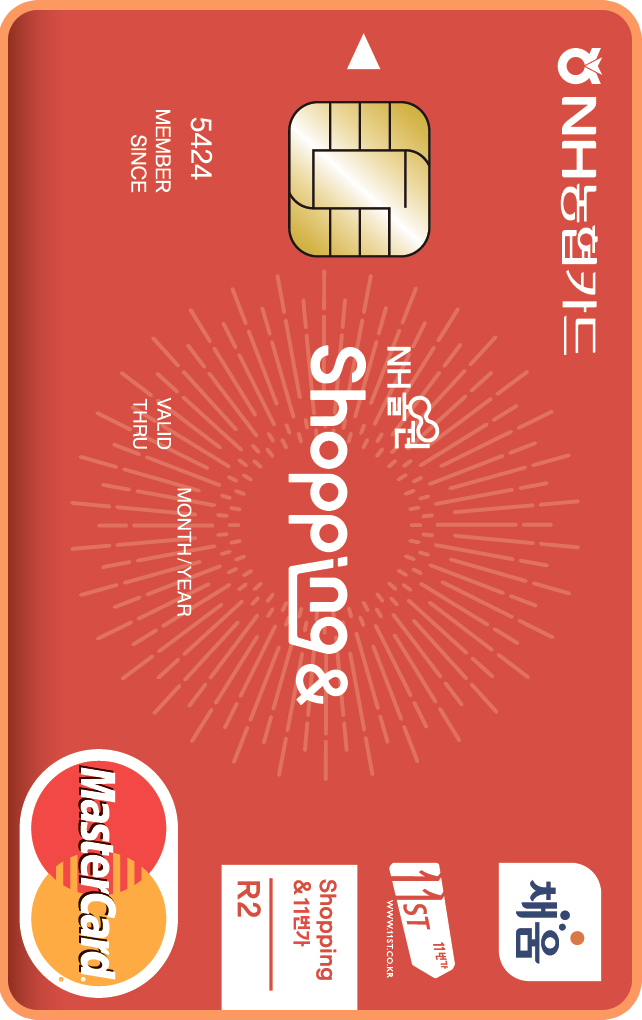 NH농협카드
채움
NH올원
Shopping &
11ST
11번가
WWW.11ST.CO.KR
Shopping
& 11번가
R2
5424
MEMBER
SINCE
VALID
THRU
MONTH/YEAR
MasterCard